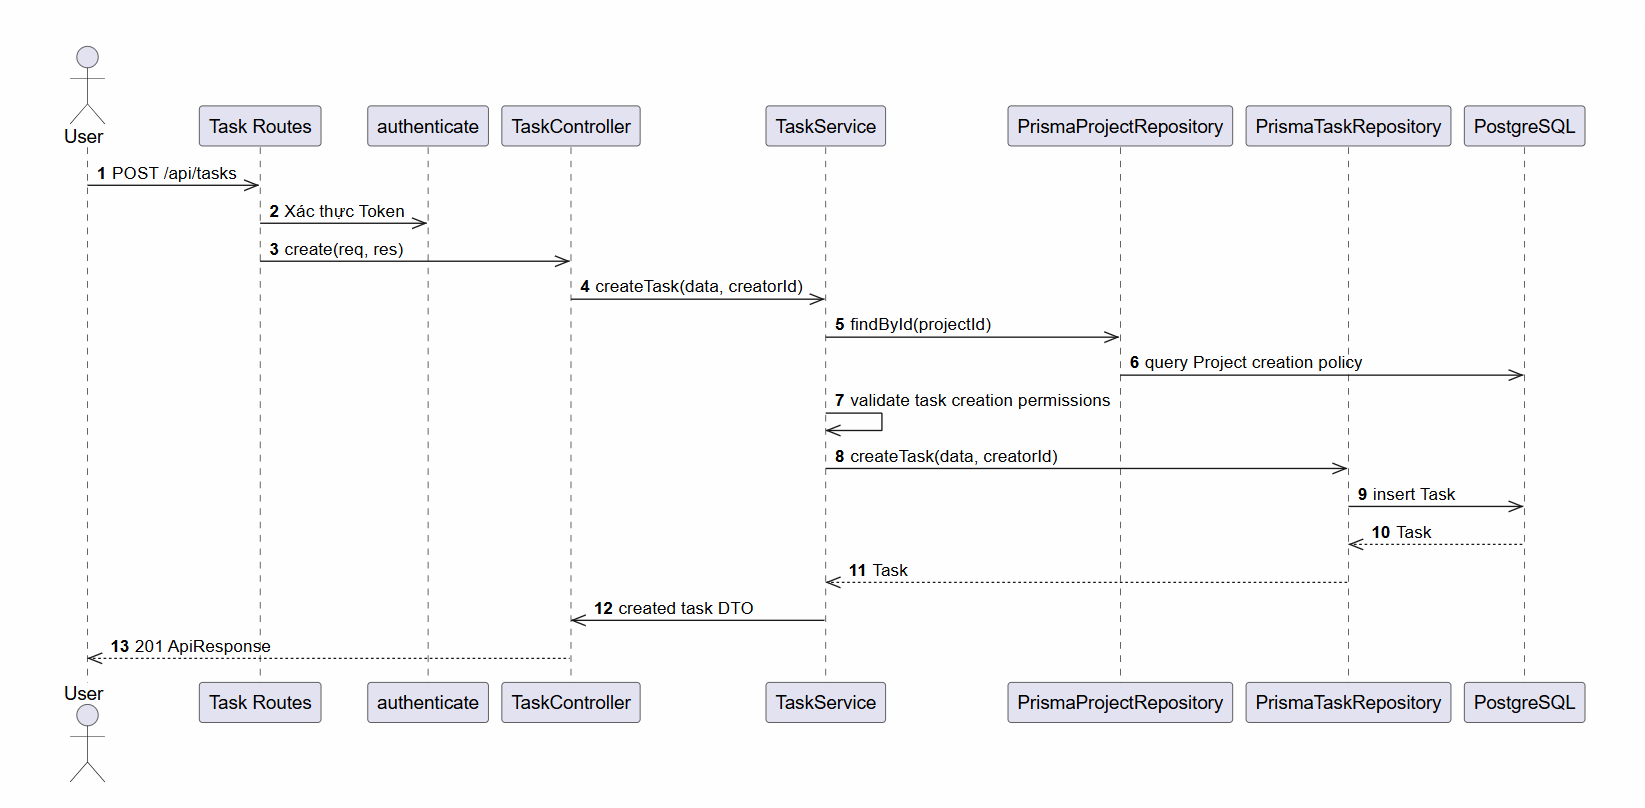 User
Task Routes
authenticate
TaskController
TaskService
PrismaProjectRepository
PrismaTaskRepository
PostgreSQL
1 POST /api/tasks
2 Xác thực Token
3 create(req, res)
4 createTask(data, creatorId)
5 findById(projectId)
6 query Project creation policy
7 validate task creation permissions
8 createTask(data, creatorId)
9 insert Task
10 Task
11 Task
12 created task DTO
13 201 ApiResponse
User
Task Routes
authenticate
TaskController
TaskService
PrismaProjectRepository
PrismaTaskRepository
PostgreSQL